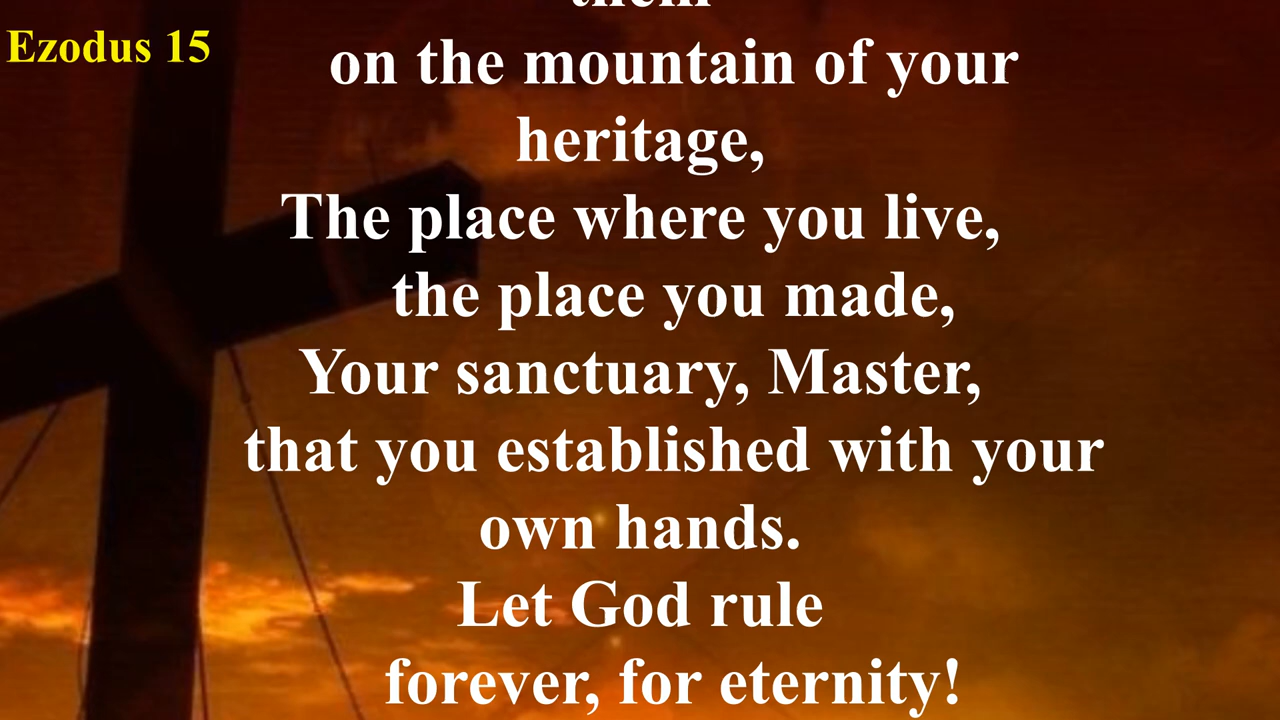 Ezodus 15
them
on the mountain of your
heritage,
The place where you live,
the place you made,
Your sanctuary, Master,
that you established with your
own hands.
Let God rule
forever, for eternity!